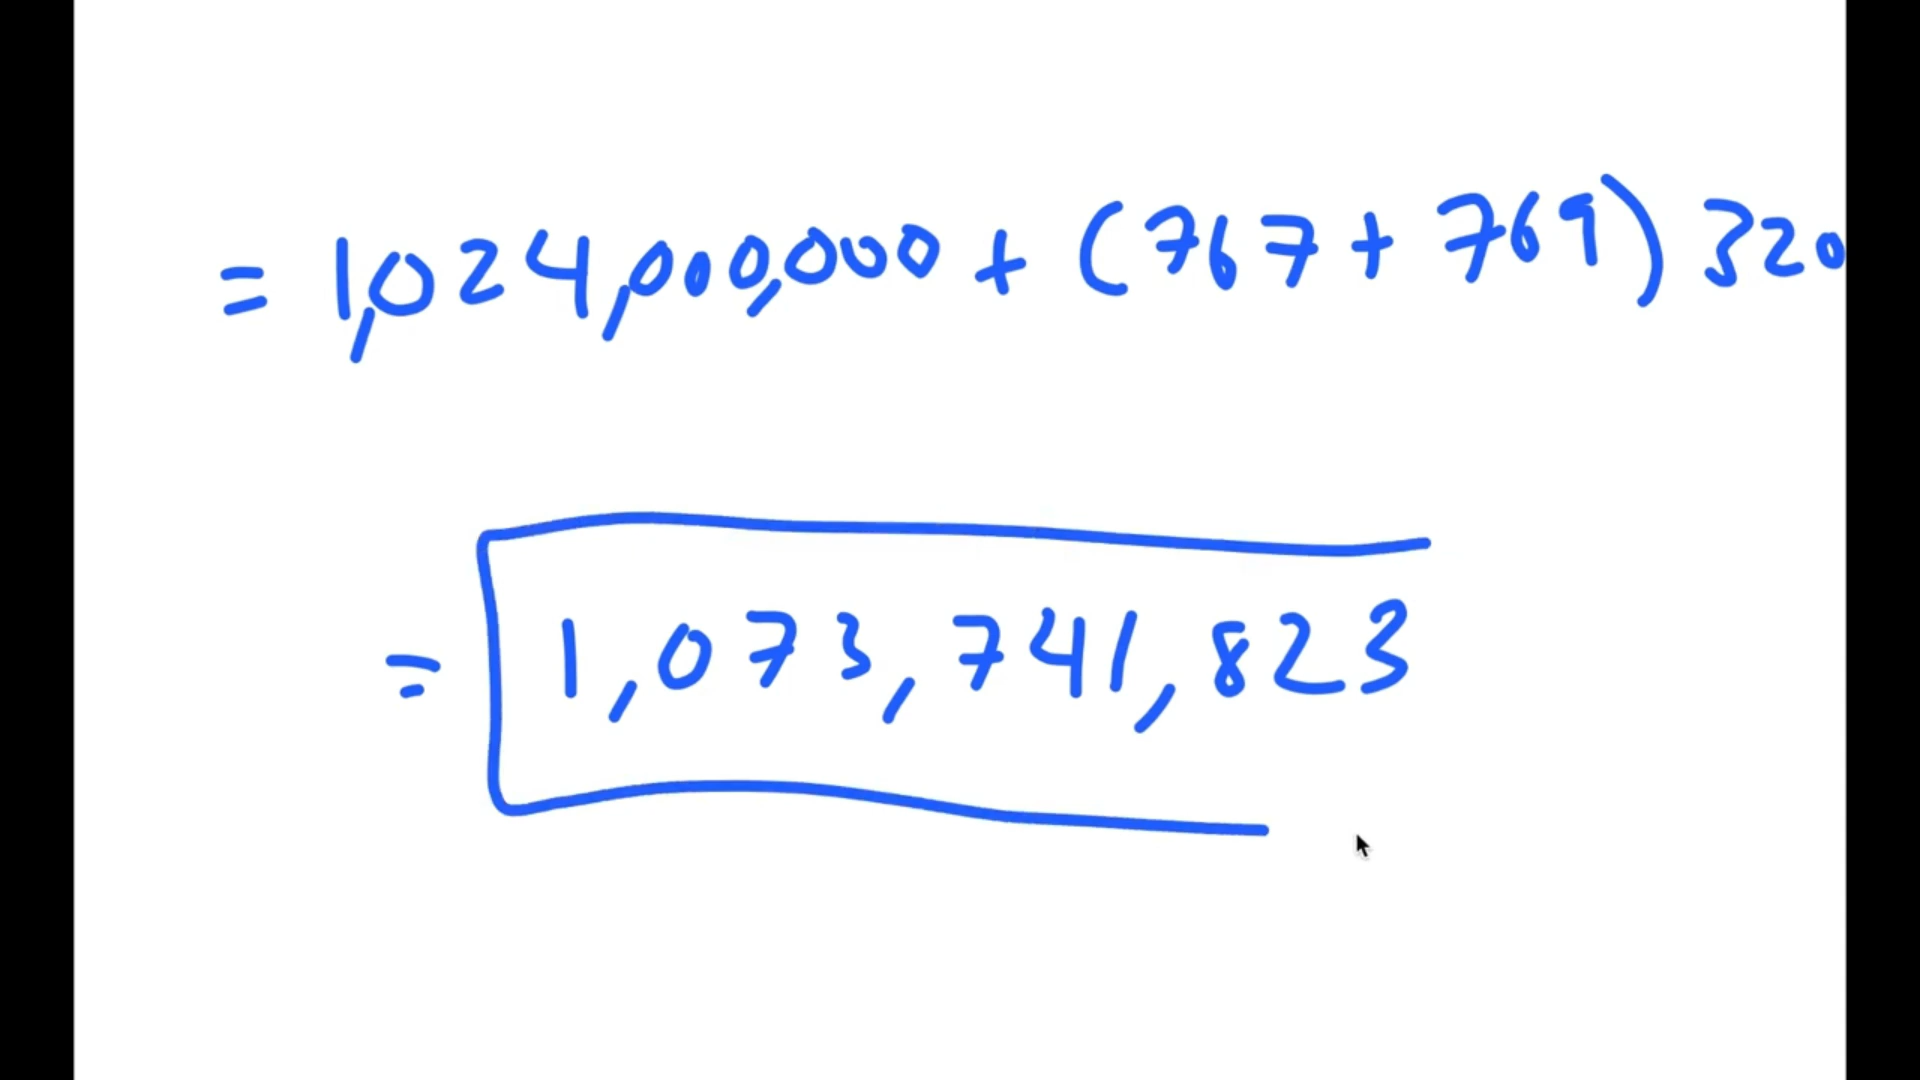 = 1,024,000,000 + (767 + 769) 320
= 1,073,741,823